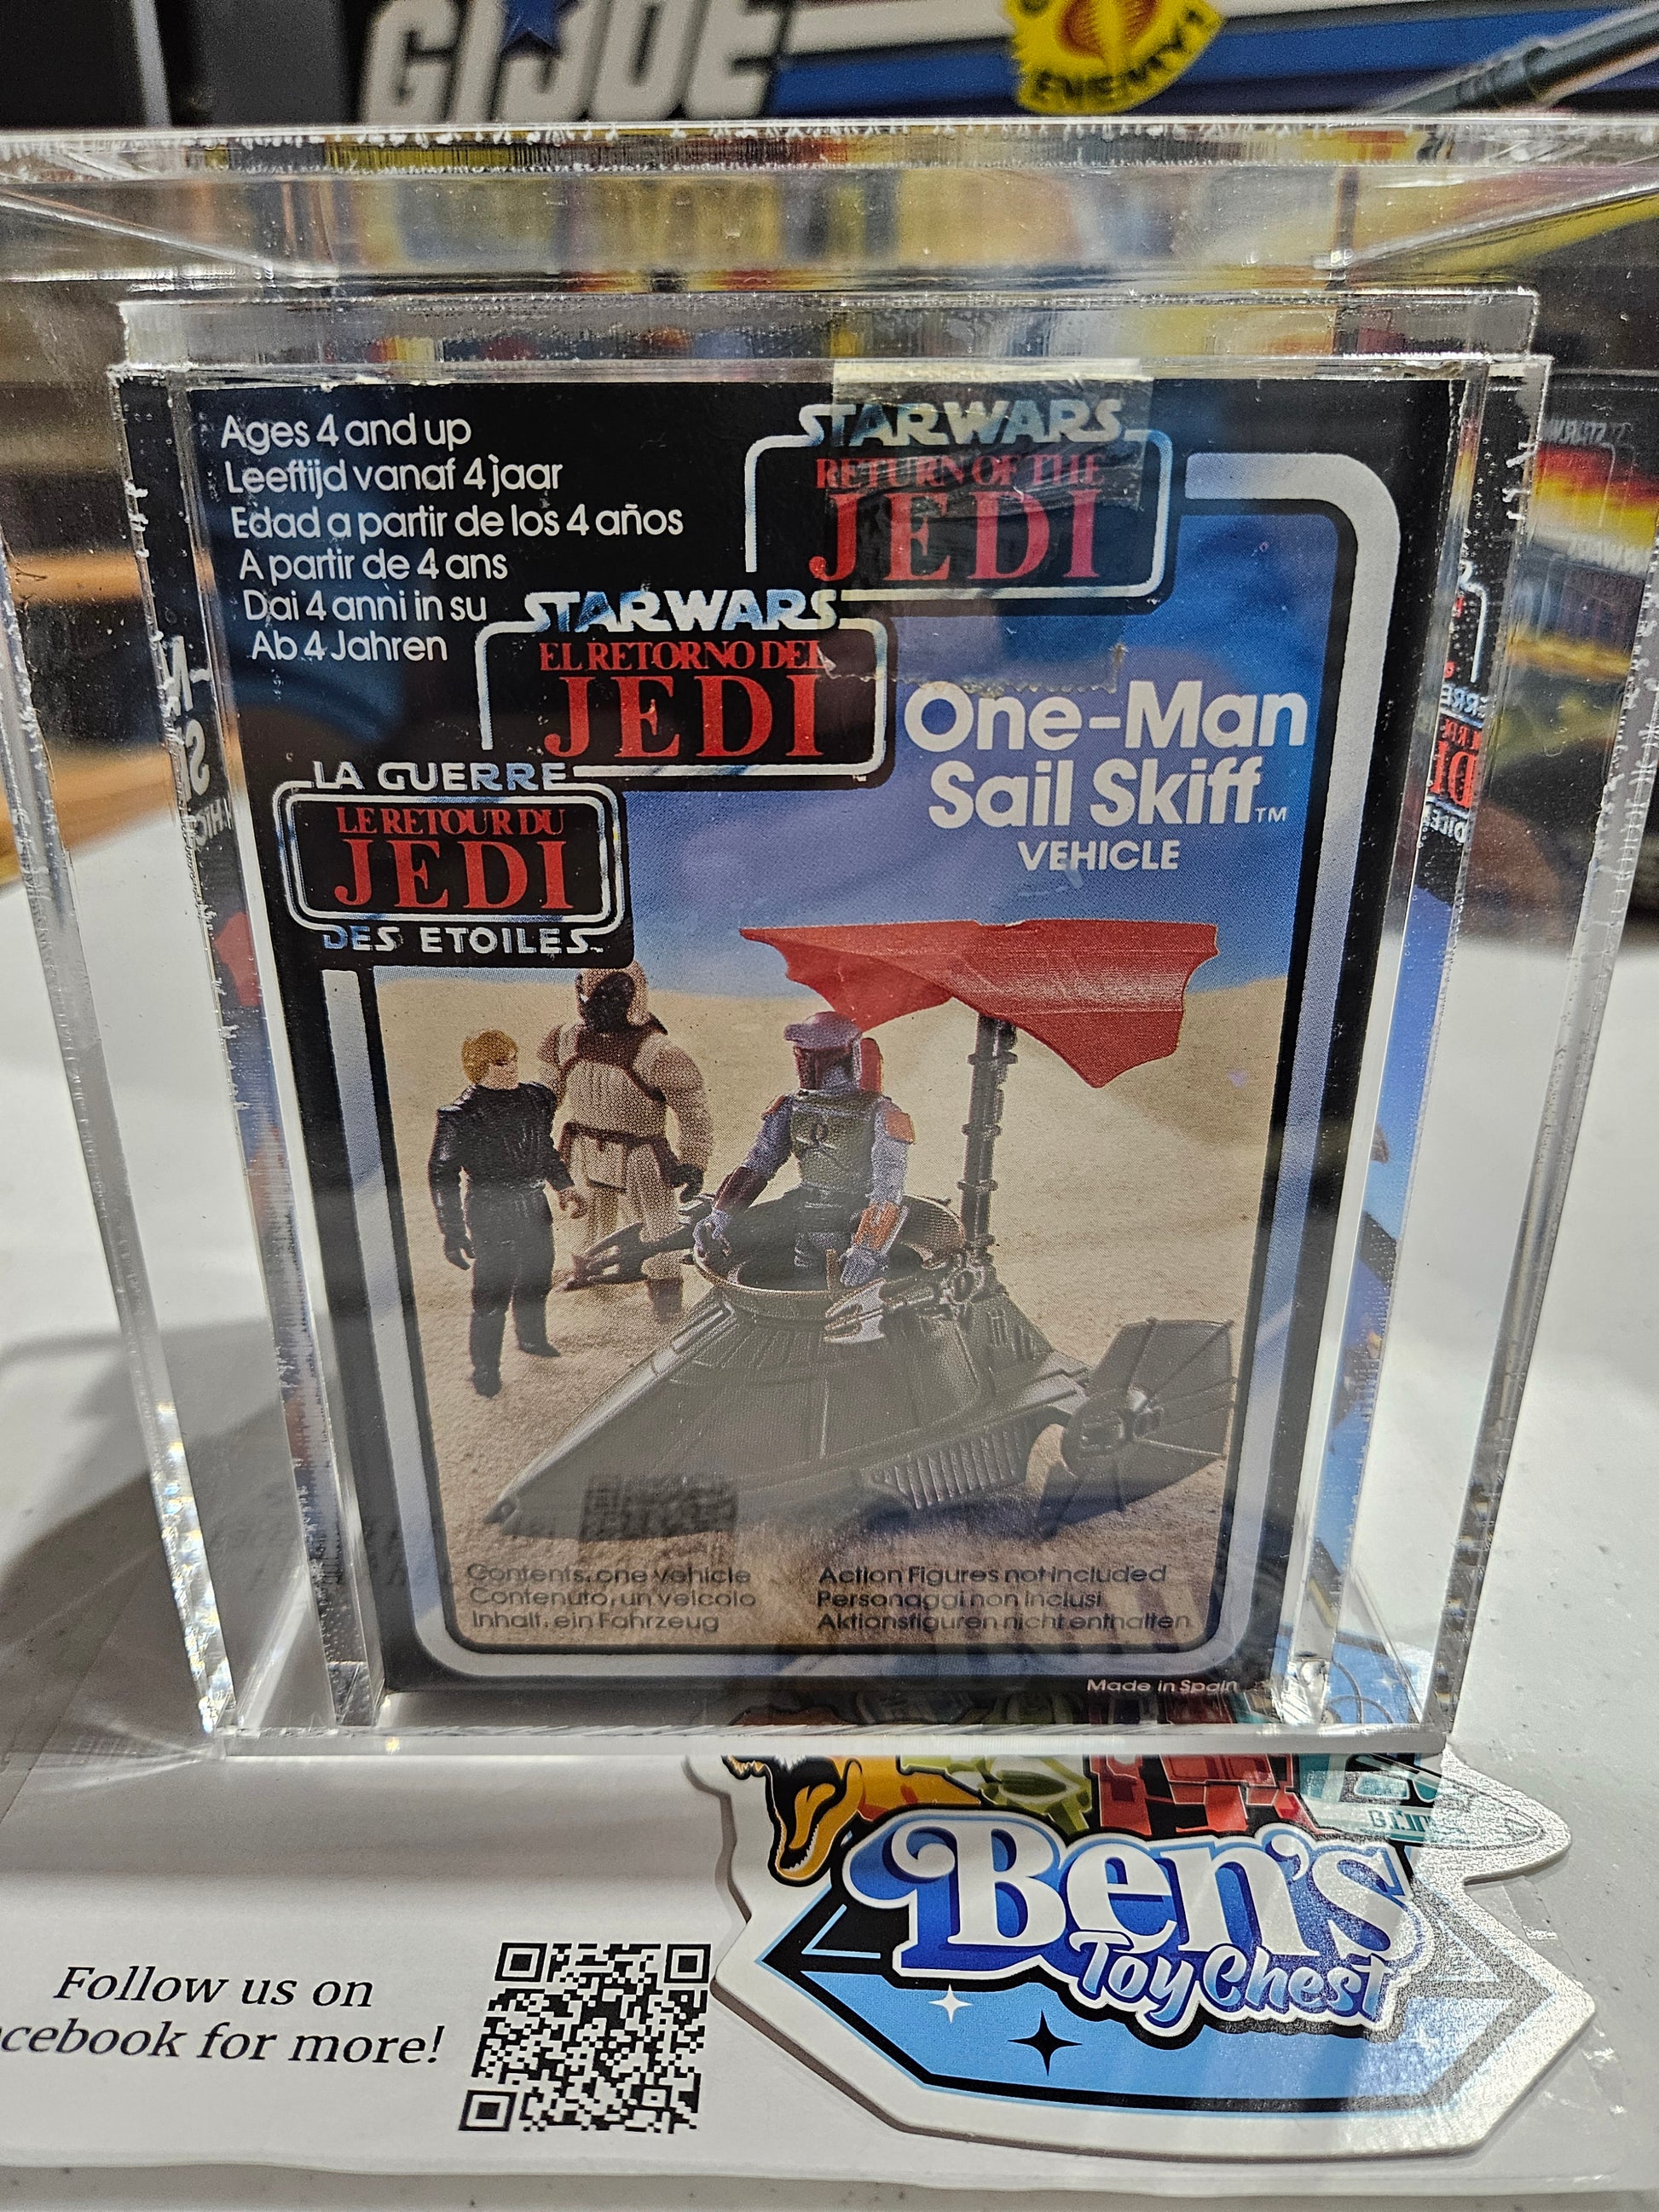 GI JOE
ENEMY
Ages 4 and up
Leeftijd vanaf 4 jaar
Edad a partir de los 4 años
A partir de 4 ans
Dai 4 anni in su
Ab 4 Jahren
STAR WARS
RETURN OF THE
JEDI
STAR WARS
EL RETORNO DEL
JEDI
LA GUERRE
LE RETOUR DU
JEDI
DES ETOILES
One-Man
Sail Skiff™
VEHICLE
Contents, one vehicle
Contenuto, un veicolo
Inhalt, ein Fahrzeug
Action Figures not included
Personaggi non inclusi
Aktionsfiguren nicht enthalten
Made in Spain
Ben's
Toy Chest
Follow us on
cebook for more!